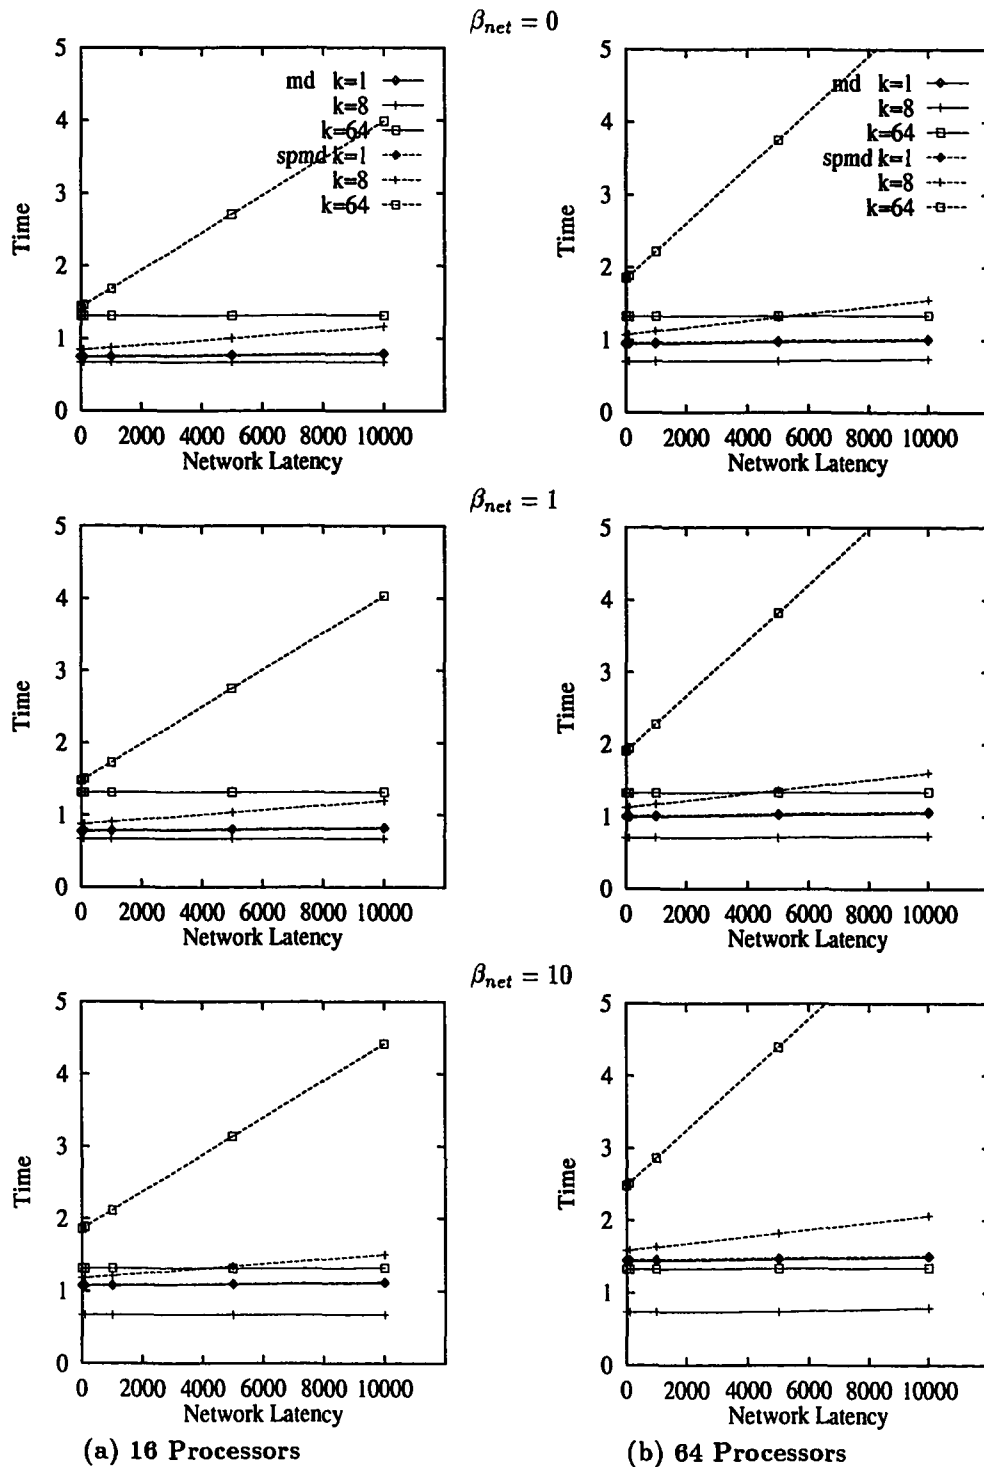 β_net = 0
5
4
3
2
1
0
Time
md k=1
k=8
k=64
spmd k=1
k=8
k=64
0 2000 4000 6000 8000 10000
Network Latency
5
4
3
2
1
0
Time
md k=1
k=8
k=64
spmd k=1
k=8
k=64
0 2000 4000 6000 8000 10000
Network Latency
β_net = 1
5
4
3
2
1
0
Time
0 2000 4000 6000 8000 10000
Network Latency
5
4
3
2
1
0
Time
0 2000 4000 6000 8000 10000
Network Latency
β_net = 10
5
4
3
2
1
0
Time
0 2000 4000 6000 8000 10000
Network Latency
(a) 16 Processors
5
4
3
2
1
0
Time
0 2000 4000 6000 8000 10000
Network Latency
(b) 64 Processors